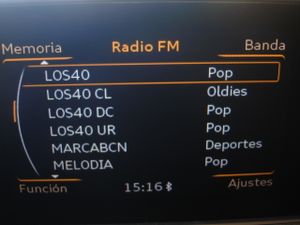 Memoria Radio FM Banda
LOS40 Pop
LOS40 CL Oldies
LOS40 DC Pop
LOS40 UR Pop
MARCABCN Deportes
MELODIA Pop
Función 15:16 Ajustes